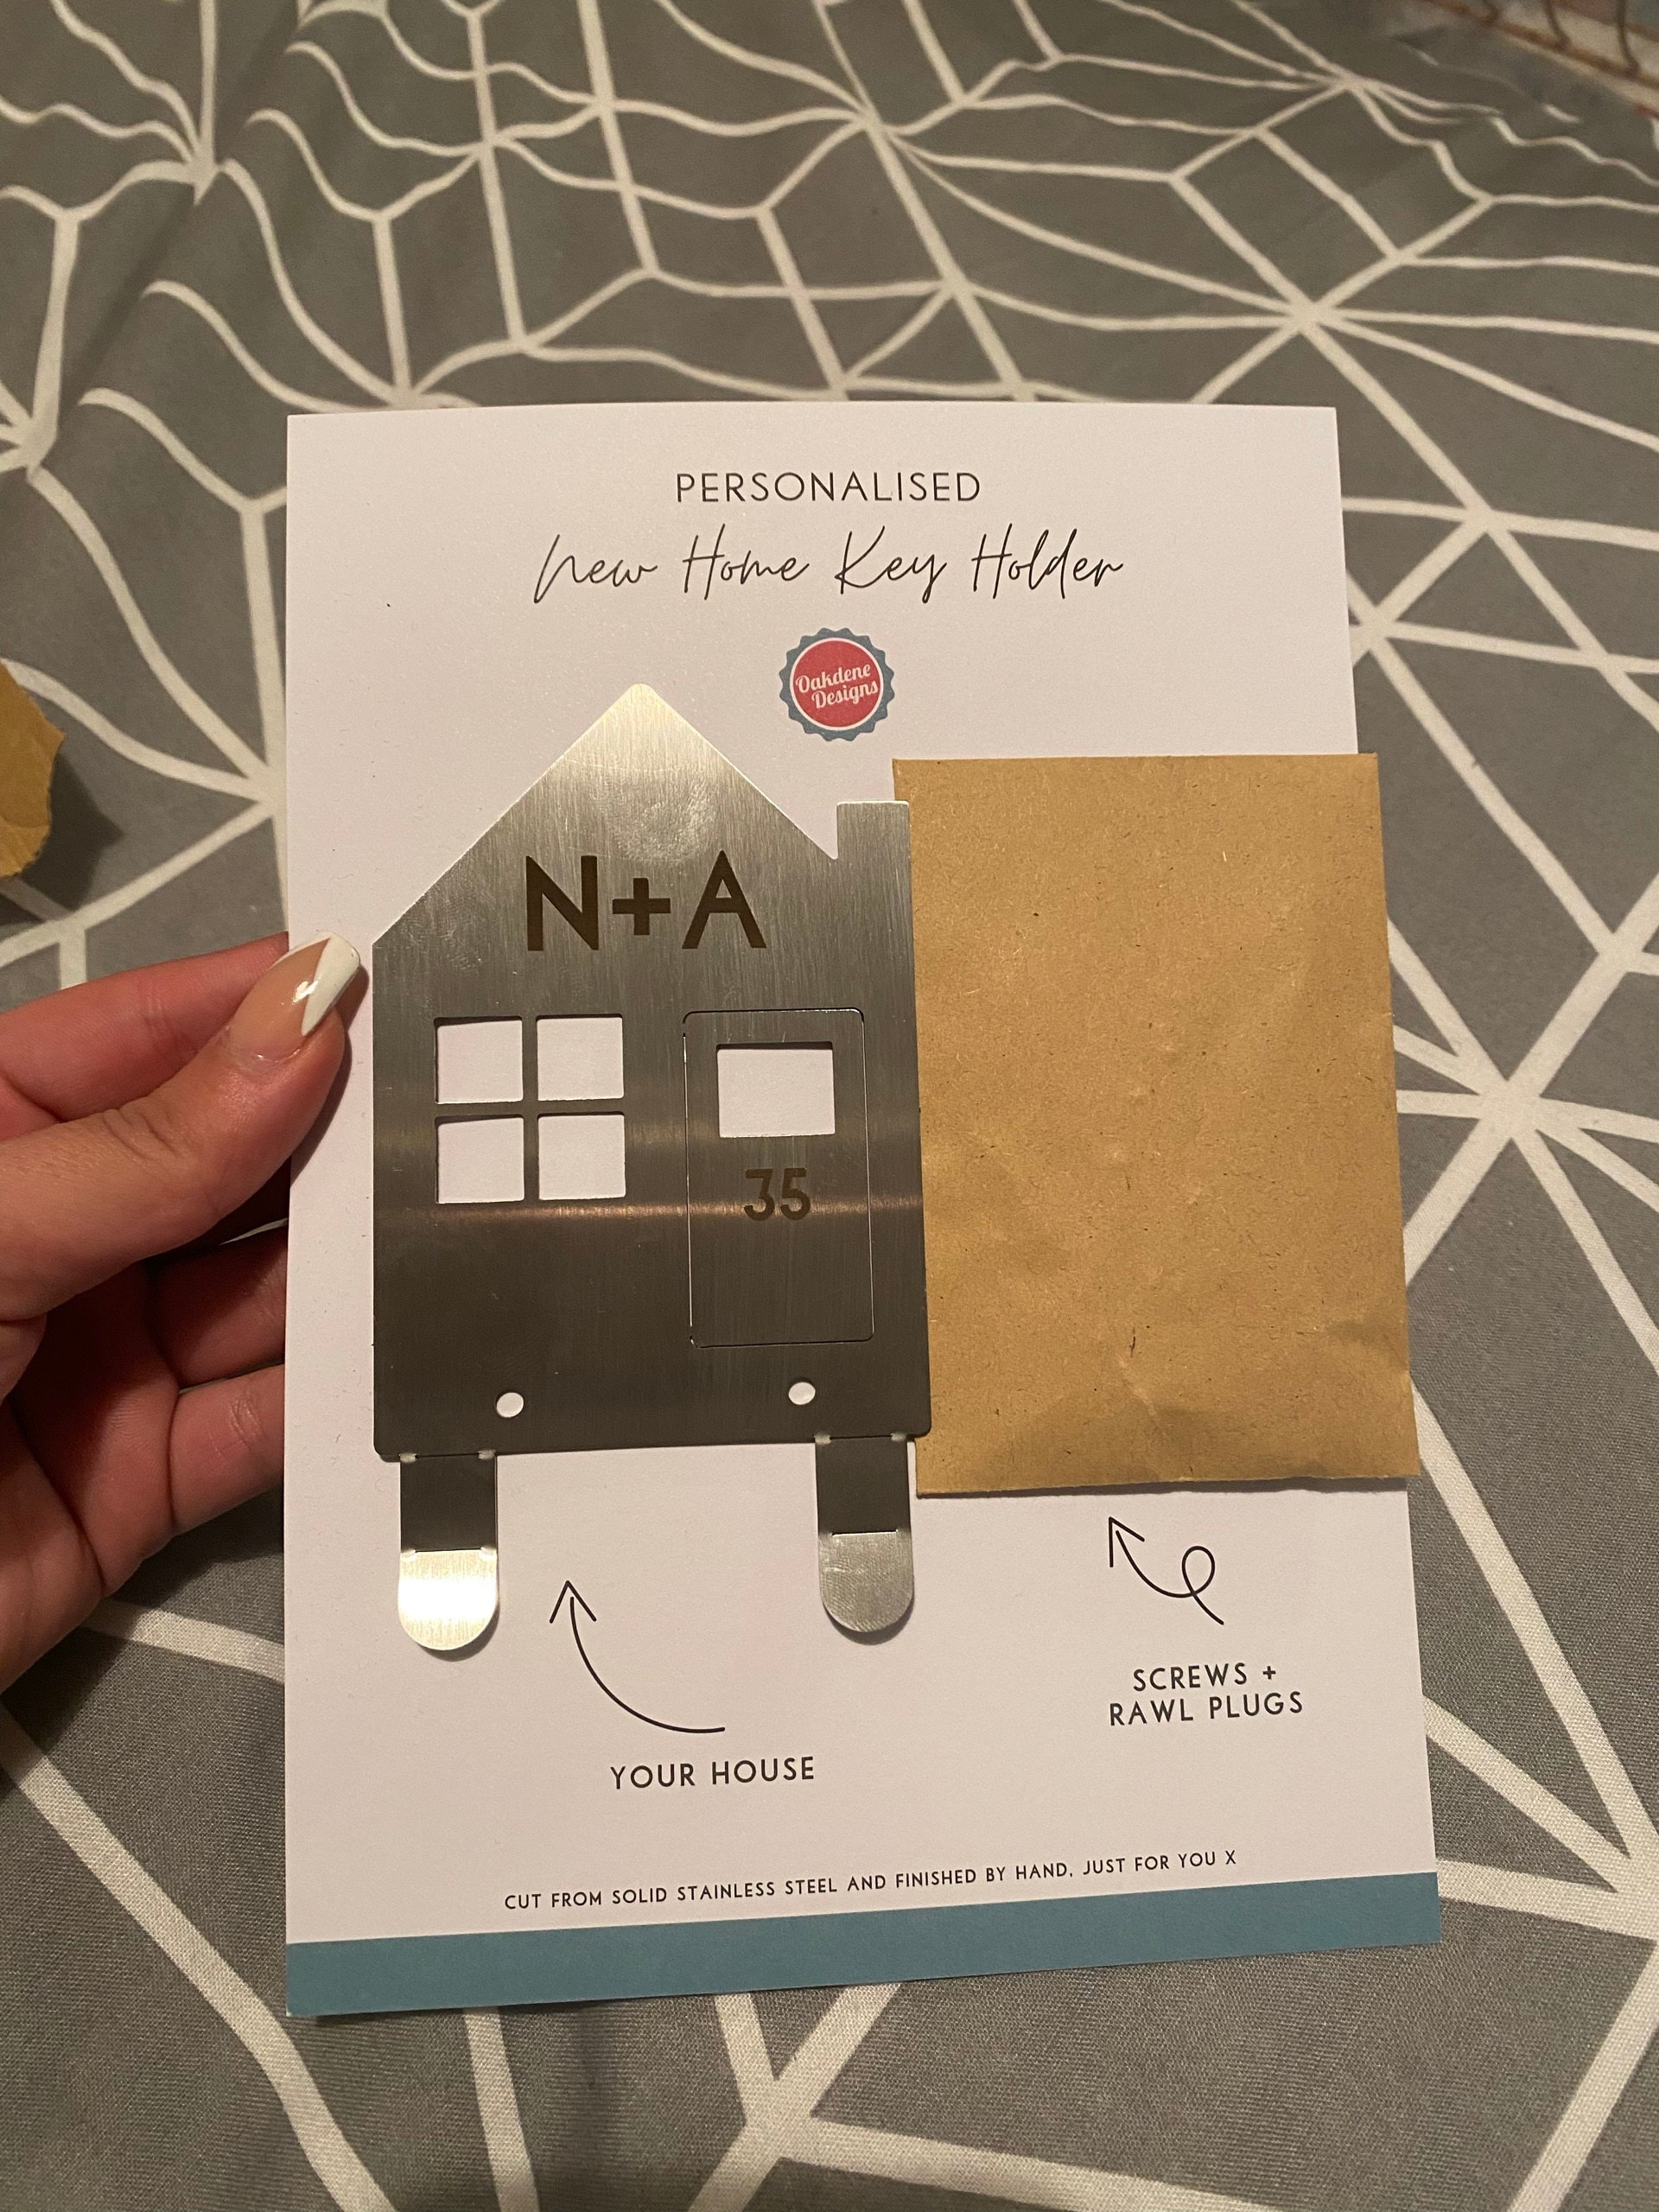 PERSONALISED
New Home Key Holder
Oakdene
Designs
N+A
35
SCREWS +
RAWL PLUGS
YOUR HOUSE
CUT FROM SOLID STAINLESS STEEL AND FINISHED BY HAND, JUST FOR YOU X